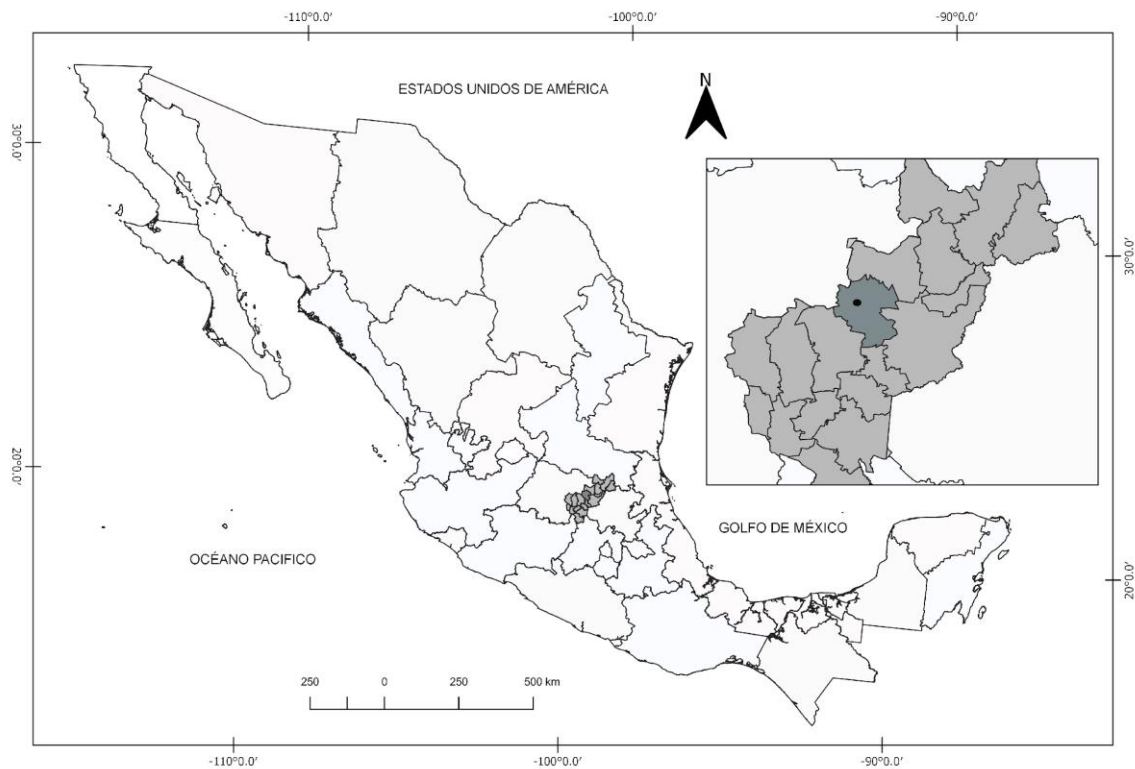 -110°0.0' -100°0.0' -90°0.0'
ESTADOS UNIDOS DE AMÉRICA
N
30°0.0'
30°0.0'
20°0.0'
GOLFO DE MÉXICO
OCÉANO PACIFICO
20°0.0'
250 0 250 500 km
-110°0.0' -100°0.0' -90°0.0'